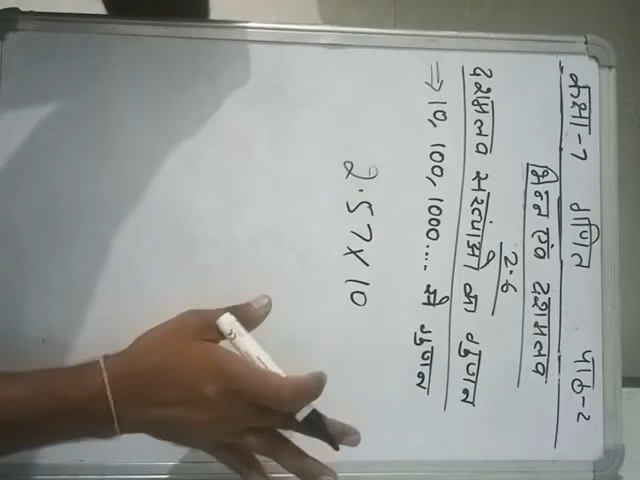 कक्षा-7 गणित पाठ-2
भिन्न एवं दशमलव
2.6
दशमलव संख्याओं का गुणन
⇒ 10, 100, 1000.... से गुणन
2.57 x 10